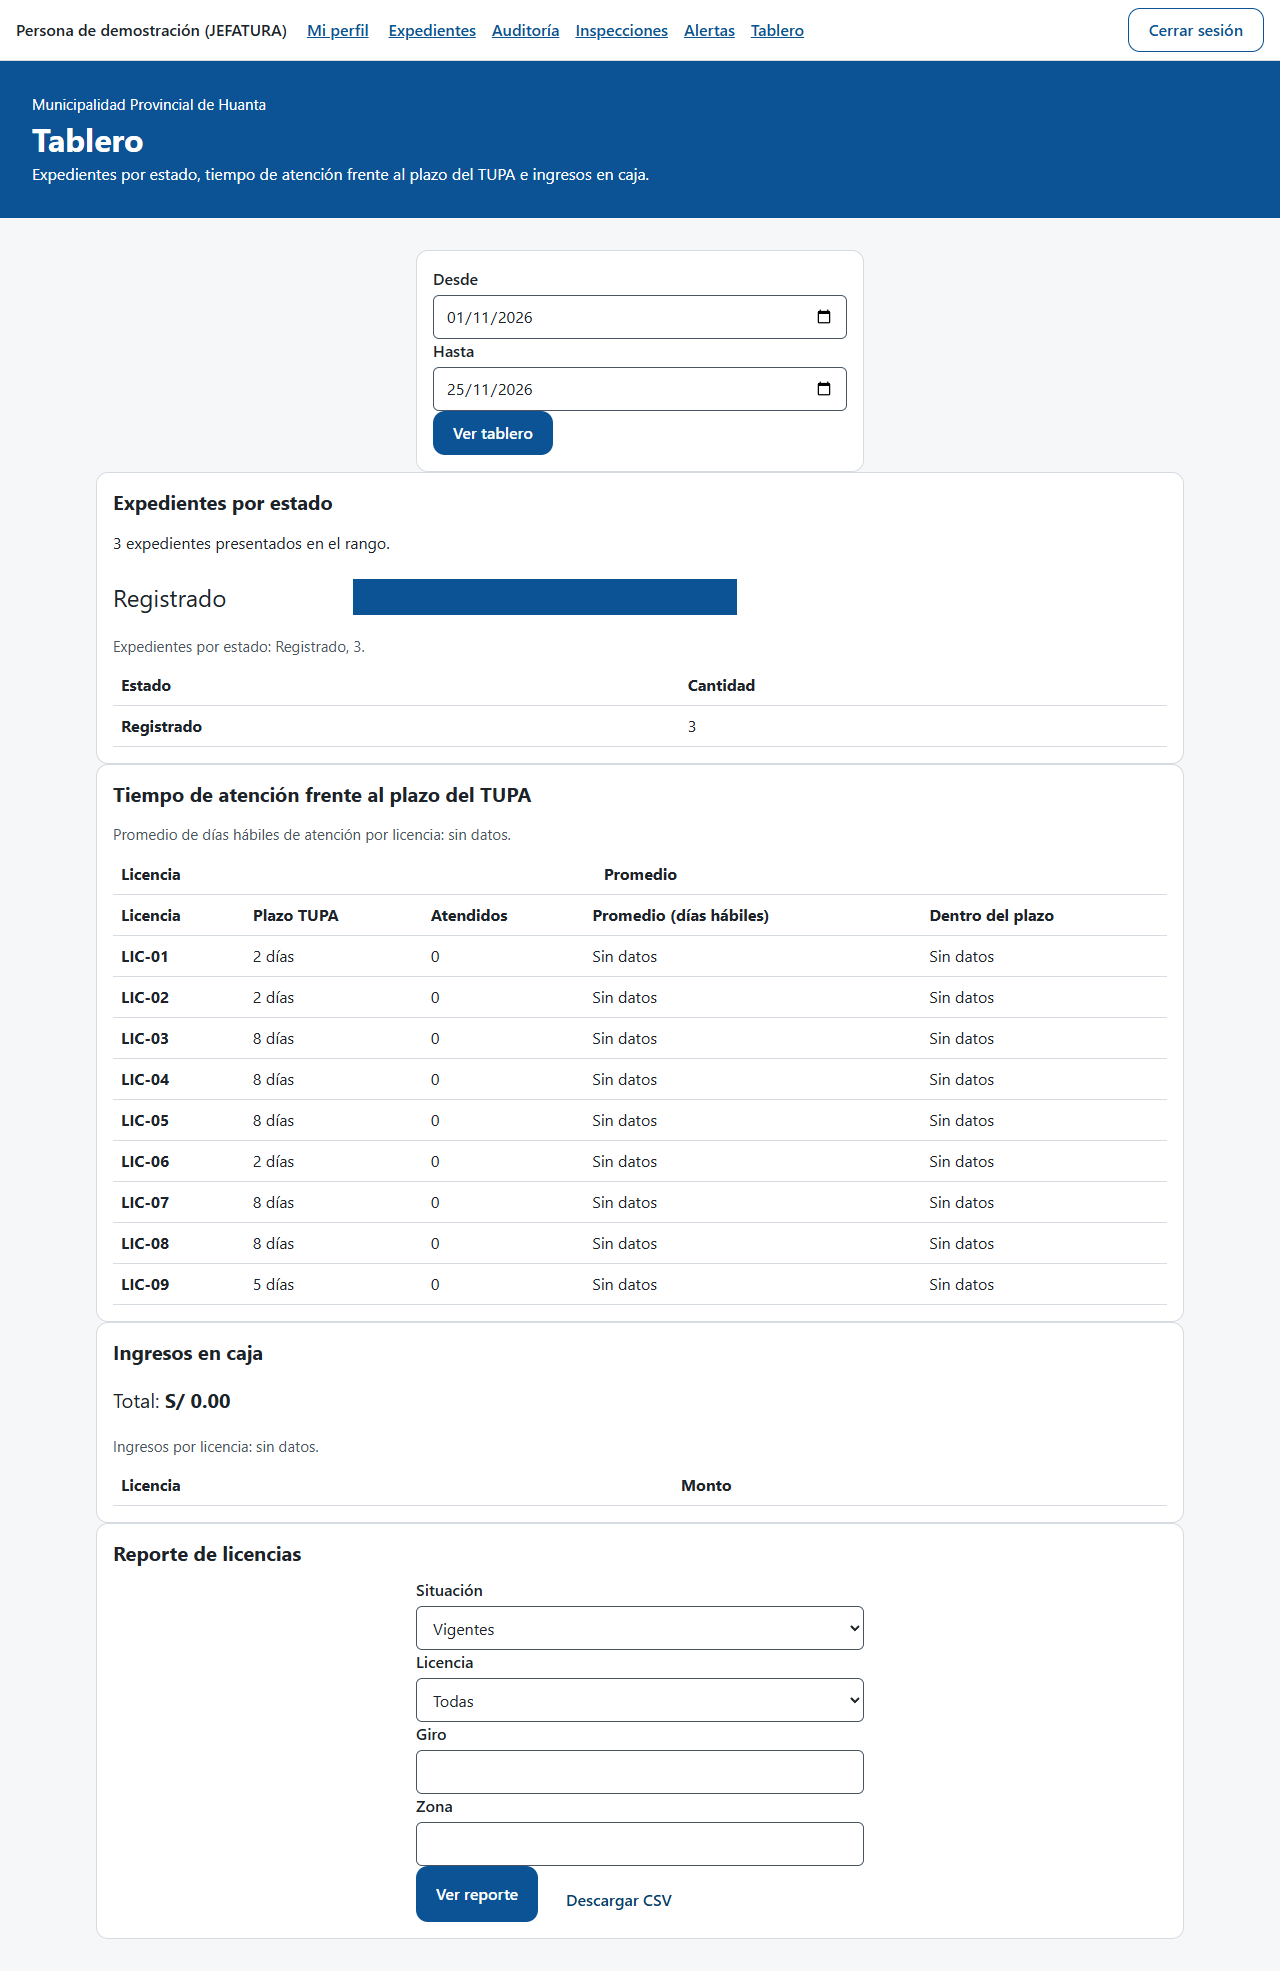 Persona de demostración (JEFATURA) Mi perfil Expedientes Auditoría Inspecciones Alertas Tablero Cerrar sesión
Municipalidad Provincial de Huanta
Tablero
Expedientes por estado, tiempo de atención frente al plazo del TUPA e ingresos en caja.
Desde
01/11/2026
Hasta
25/11/2026
Ver tablero
Expedientes por estado
3 expedientes presentados en el rango.
Registrado
Expedientes por estado: Registrado, 3.
Estado Cantidad
Registrado 3
Tiempo de atención frente al plazo del TUPA
Promedio de días hábiles de atención por licencia: sin datos.
Licencia Promedio
Licencia Plazo TUPA Atendidos Promedio (días hábiles) Dentro del plazo
LIC-01 2 días 0 Sin datos Sin datos
LIC-02 2 días 0 Sin datos Sin datos
LIC-03 8 días 0 Sin datos Sin datos
LIC-04 8 días 0 Sin datos Sin datos
LIC-05 8 días 0 Sin datos Sin datos
LIC-06 2 días 0 Sin datos Sin datos
LIC-07 8 días 0 Sin datos Sin datos
LIC-08 8 días 0 Sin datos Sin datos
LIC-09 5 días 0 Sin datos Sin datos
Ingresos en caja
Total: S/ 0.00
Ingresos por licencia: sin datos.
Licencia Monto
Reporte de licencias
Situación
Vigentes
Licencia
Todas
Giro
Zona
Ver reporte Descargar CSV